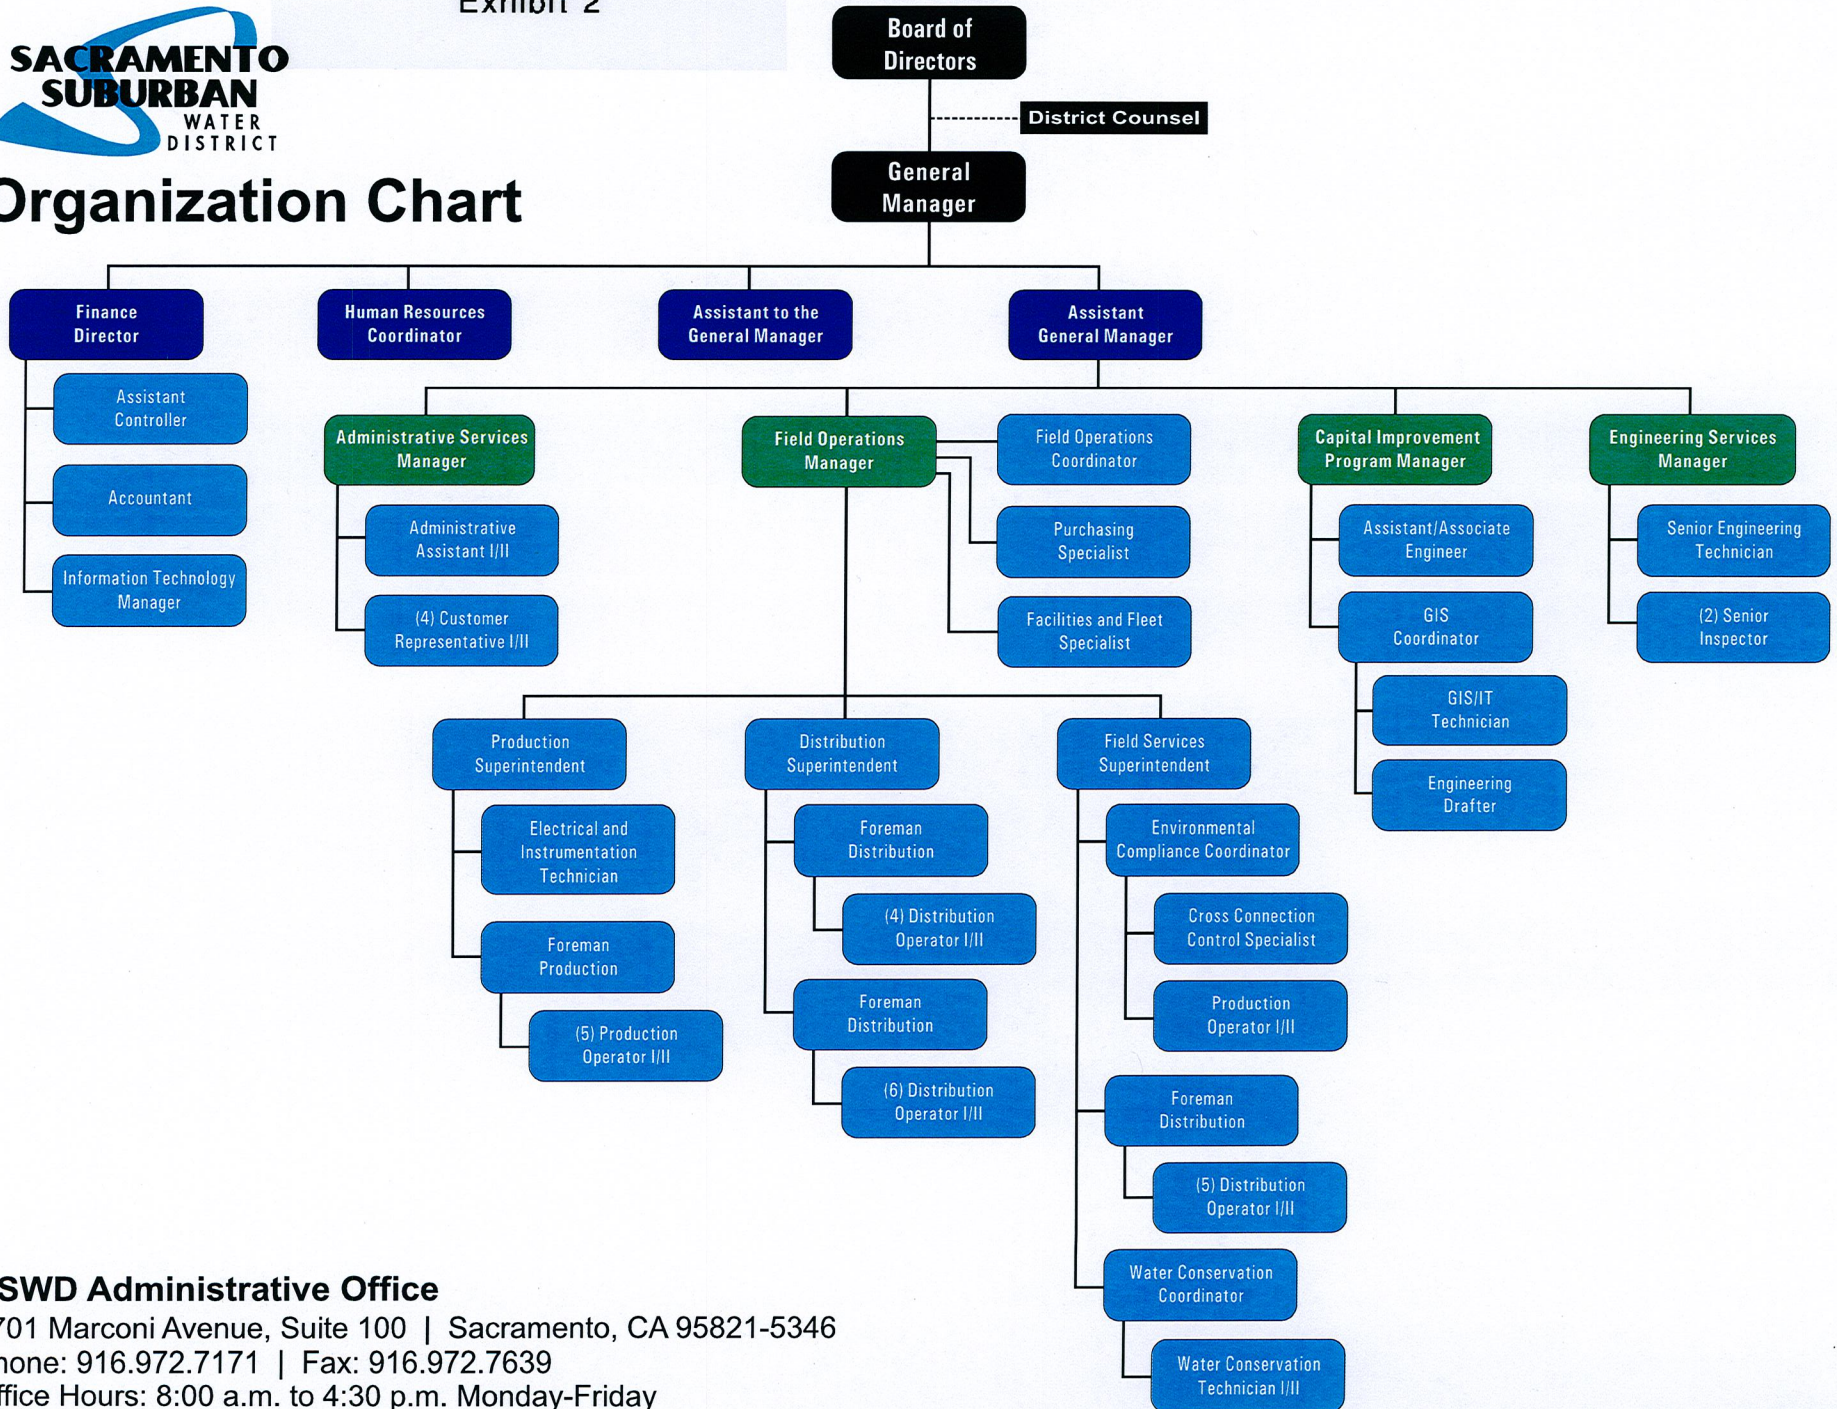 Exhibit 2
SACRAMENTO
SUBURBAN
WATER
DISTRICT
Organization Chart
Board of
Directors
District Counsel
General
Manager
Finance
Director
Human Resources
Coordinator
Assistant to the
General Manager
Assistant
General Manager
Assistant
Controller
Accountant
Information Technology
Manager
Administrative Services
Manager
Administrative
Assistant I/II
(4) Customer
Representative I/II
Field Operations
Manager
Field Operations
Coordinator
Purchasing
Specialist
Facilities and Fleet
Specialist
Capital Improvement
Program Manager
Assistant/Associate
Engineer
GIS
Coordinator
GIS/IT
Technician
Engineering
Drafter
Engineering Services
Manager
Senior Engineering
Technician
(2) Senior
Inspector
Production
Superintendent
Electrical and
Instrumentation
Technician
Foreman
Production
(5) Production
Operator I/II
Distribution
Superintendent
Foreman
Distribution
(4) Distribution
Operator I/II
Foreman
Distribution
(6) Distribution
Operator I/II
Field Services
Superintendent
Environmental
Compliance Coordinator
Cross Connection
Control Specialist
Production
Operator I/II
Foreman
Distribution
(5) Distribution
Operator I/II
Water Conservation
Coordinator
Water Conservation
Technician I/II
SWD Administrative Office
701 Marconi Avenue, Suite 100 | Sacramento, CA 95821-5346
hone: 916.972.7171 | Fax: 916.972.7639
ffice Hours: 8:00 a.m. to 4:30 p.m. Monday-Friday